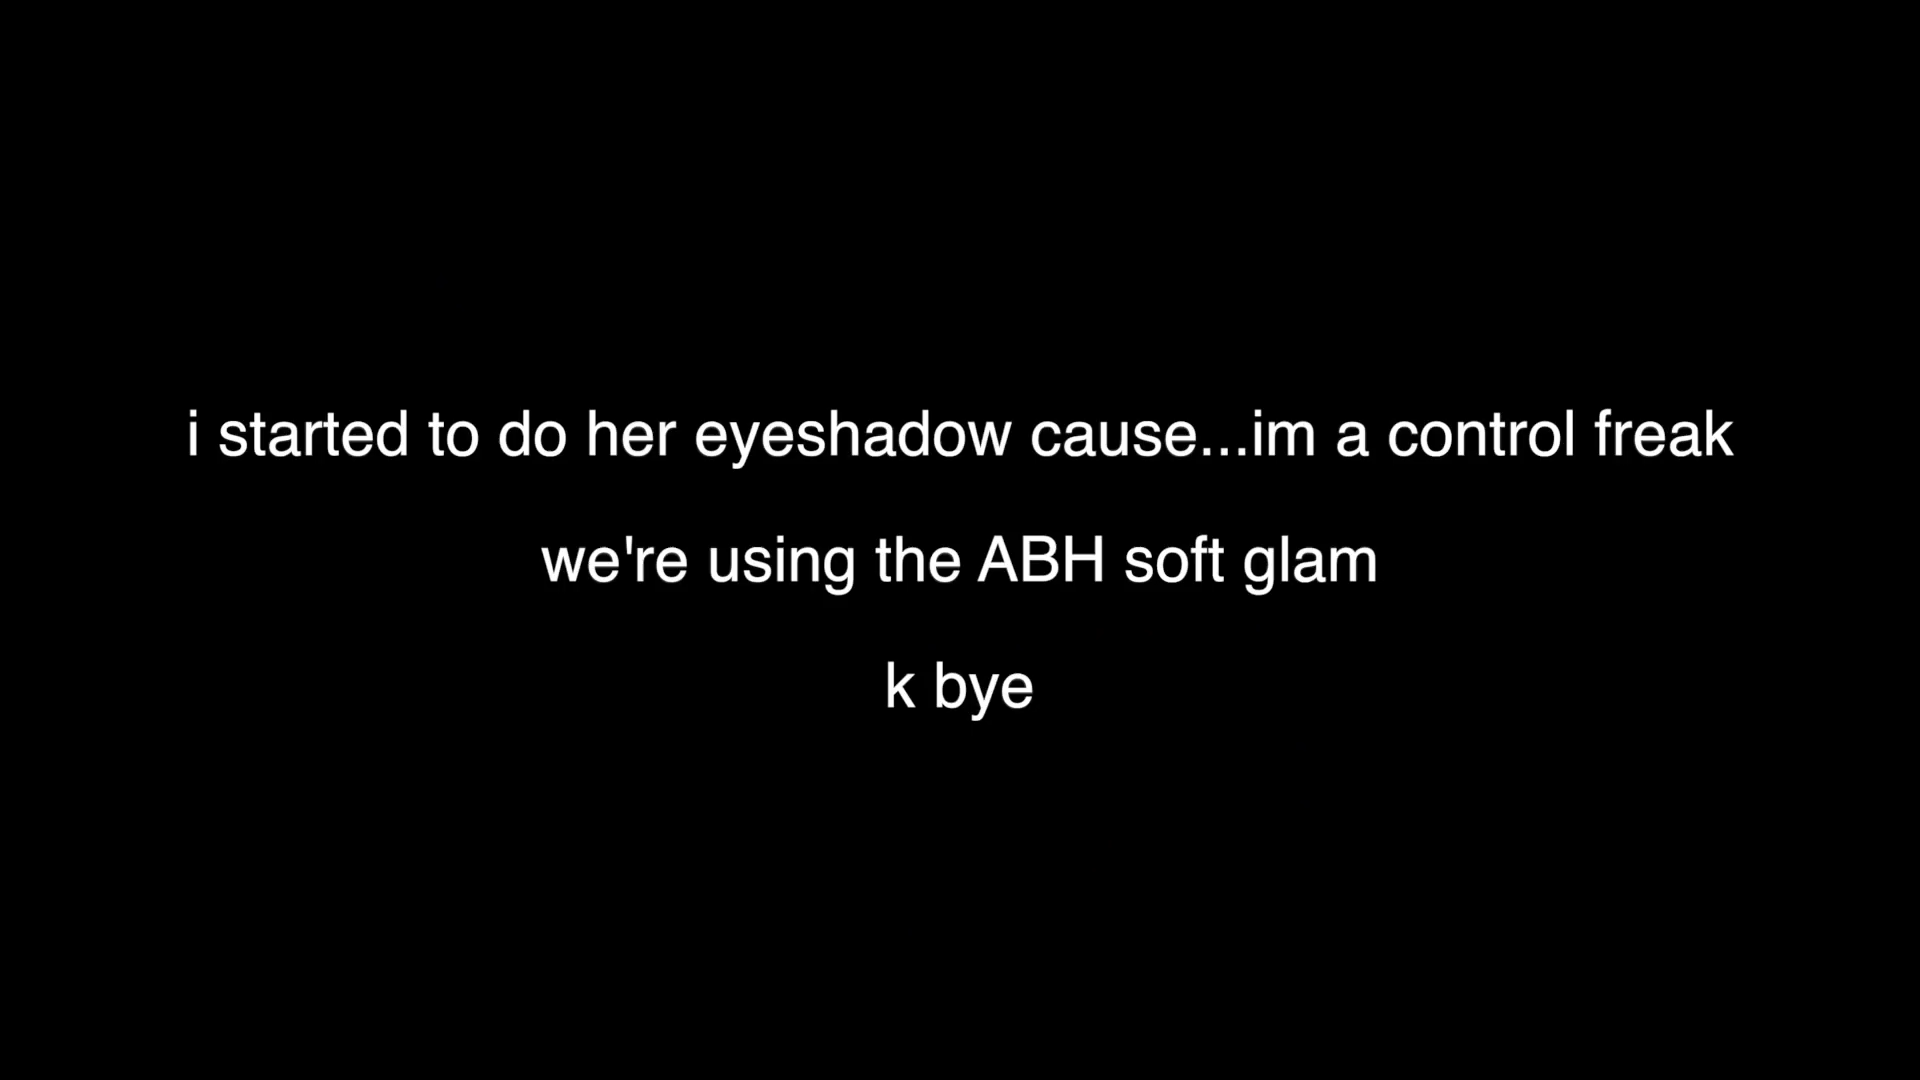 i started to do her eyeshadow cause...im a control freak
we're using the ABH soft glam
k bye